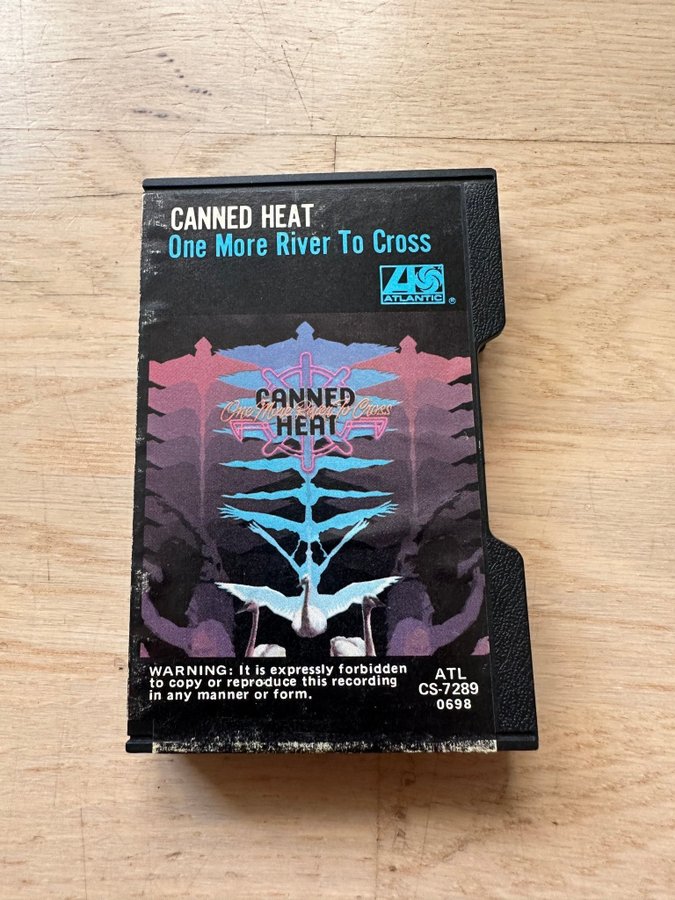 CANNED HEAT
One More River To Cross
ATLANTIC ®
CANNED
One More River To Cross
HEAT
WARNING: It is expressly forbidden
to copy or reproduce this recording
in any manner or form.
ATL
CS-7289
0698